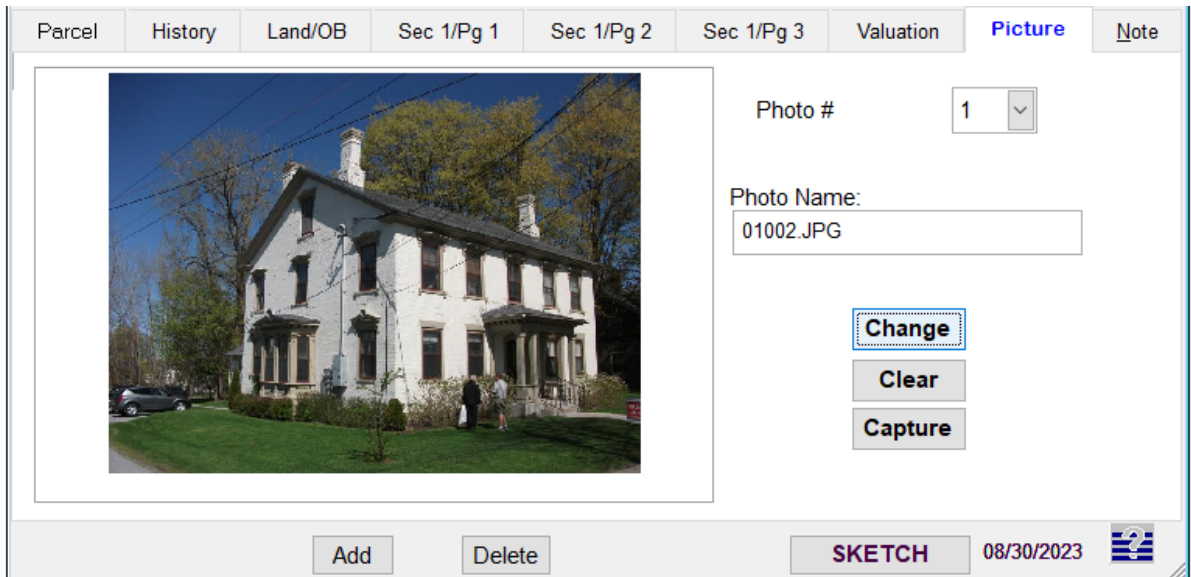 Parcel History Land/OB Sec 1/Pg 1 Sec 1/Pg 2 Sec 1/Pg 3 Valuation Picture Note
Photo # 1
Photo Name:
01002.JPG
Change
Clear
Capture
Add Delete SKETCH 08/30/2023 ?